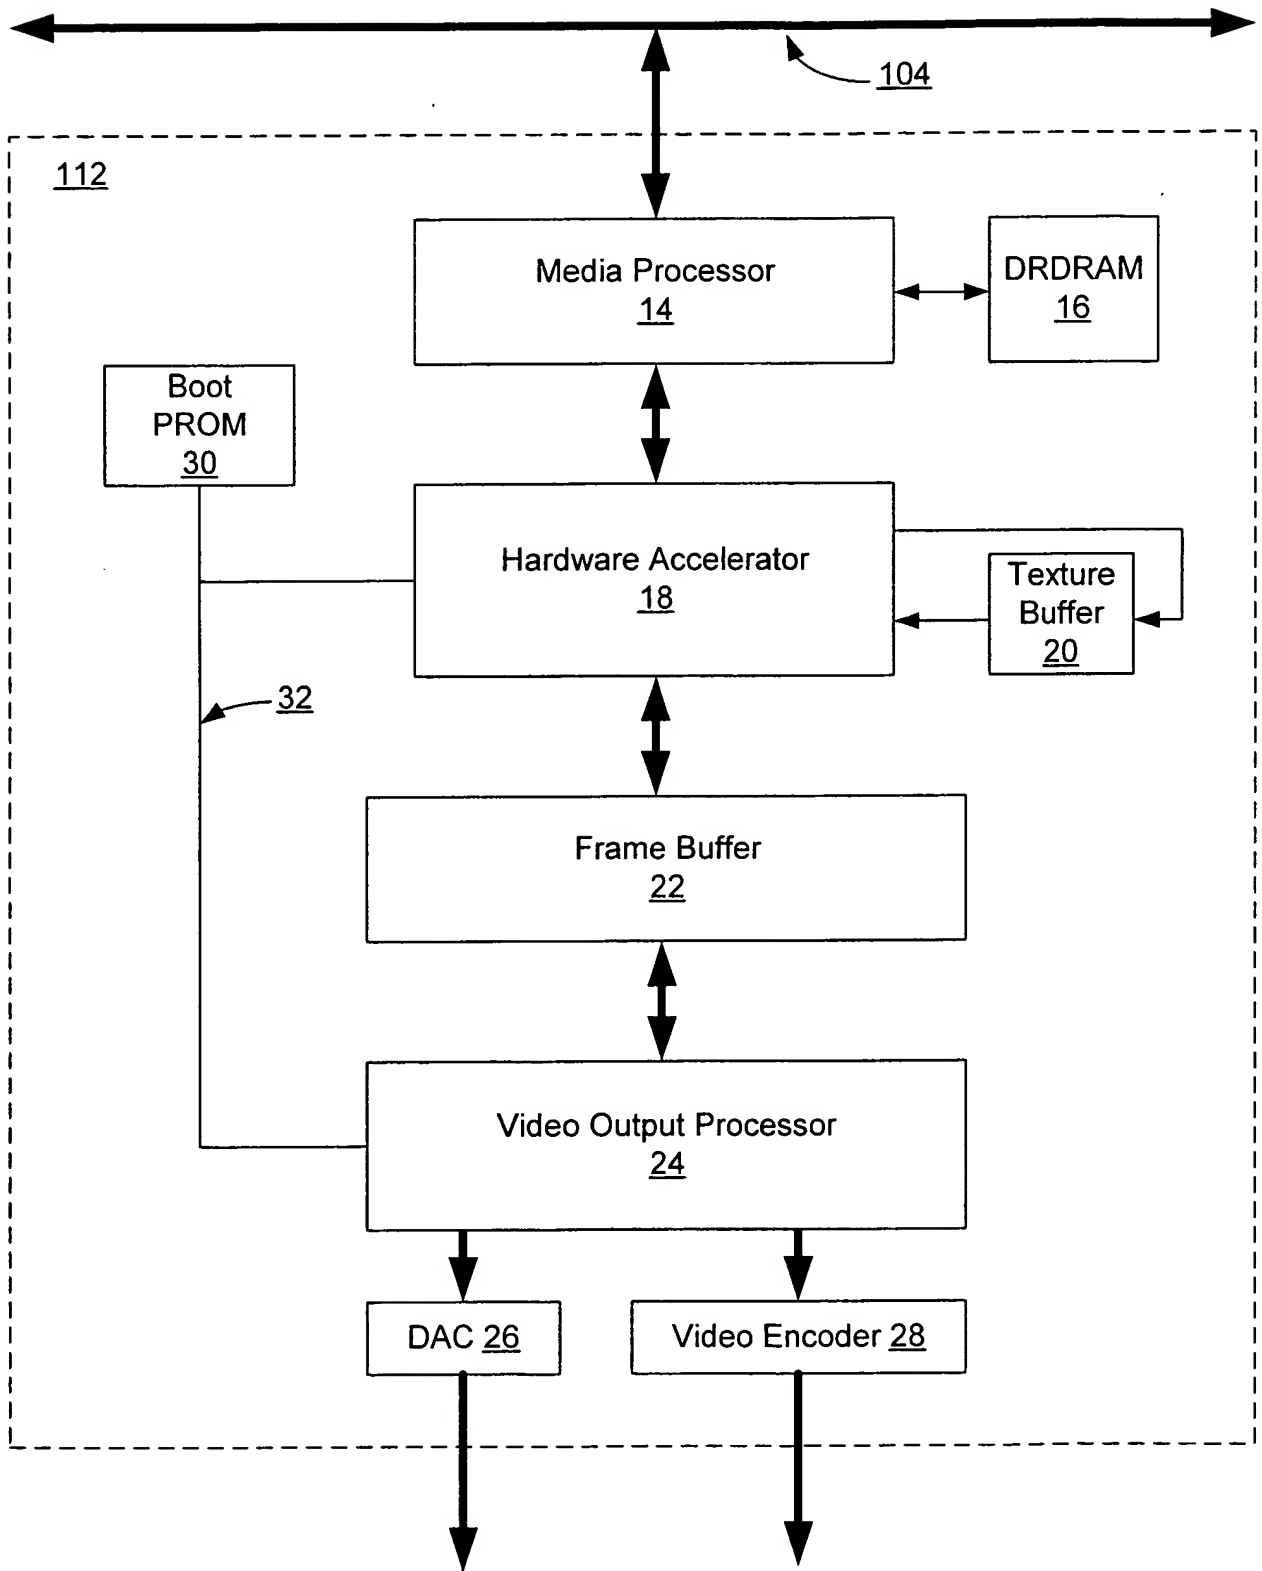 104
112
Media Processor
14
DRDRAM
16
Boot
PROM
30
Hardware Accelerator
18
Texture
Buffer
20
32
Frame Buffer
22
Video Output Processor
24
DAC 26
Video Encoder 28